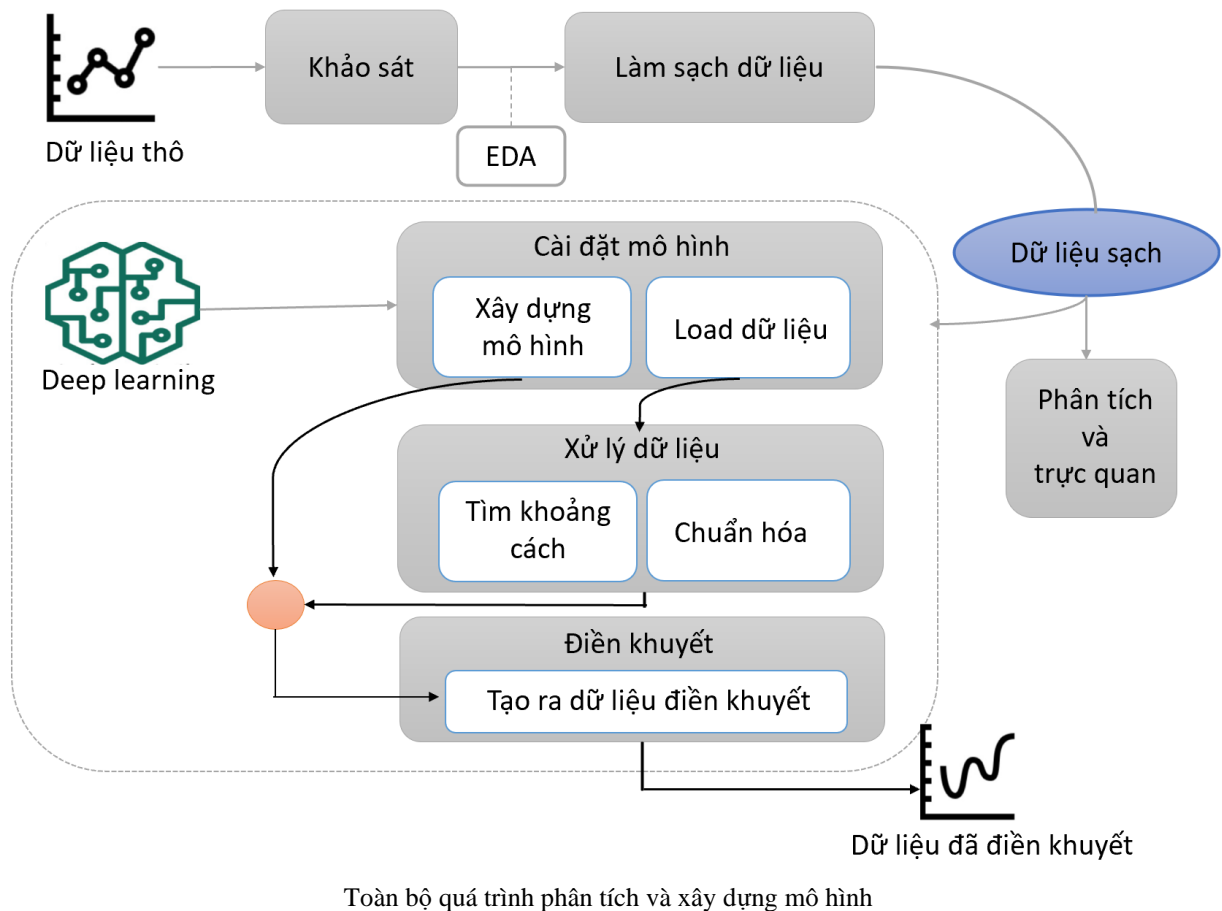 Dữ liệu thô
Khảo sát
EDA
Làm sạch dữ liệu
Dữ liệu sạch
Phân tích
và
trực quan
Deep learning
Cài đặt mô hình
Xây dựng
mô hình
Load dữ liệu
Xử lý dữ liệu
Tìm khoảng
cách
Chuẩn hóa
Điền khuyết
Tạo ra dữ liệu điền khuyết
Dữ liệu đã điền khuyết
Toàn bộ quá trình phân tích và xây dựng mô hình